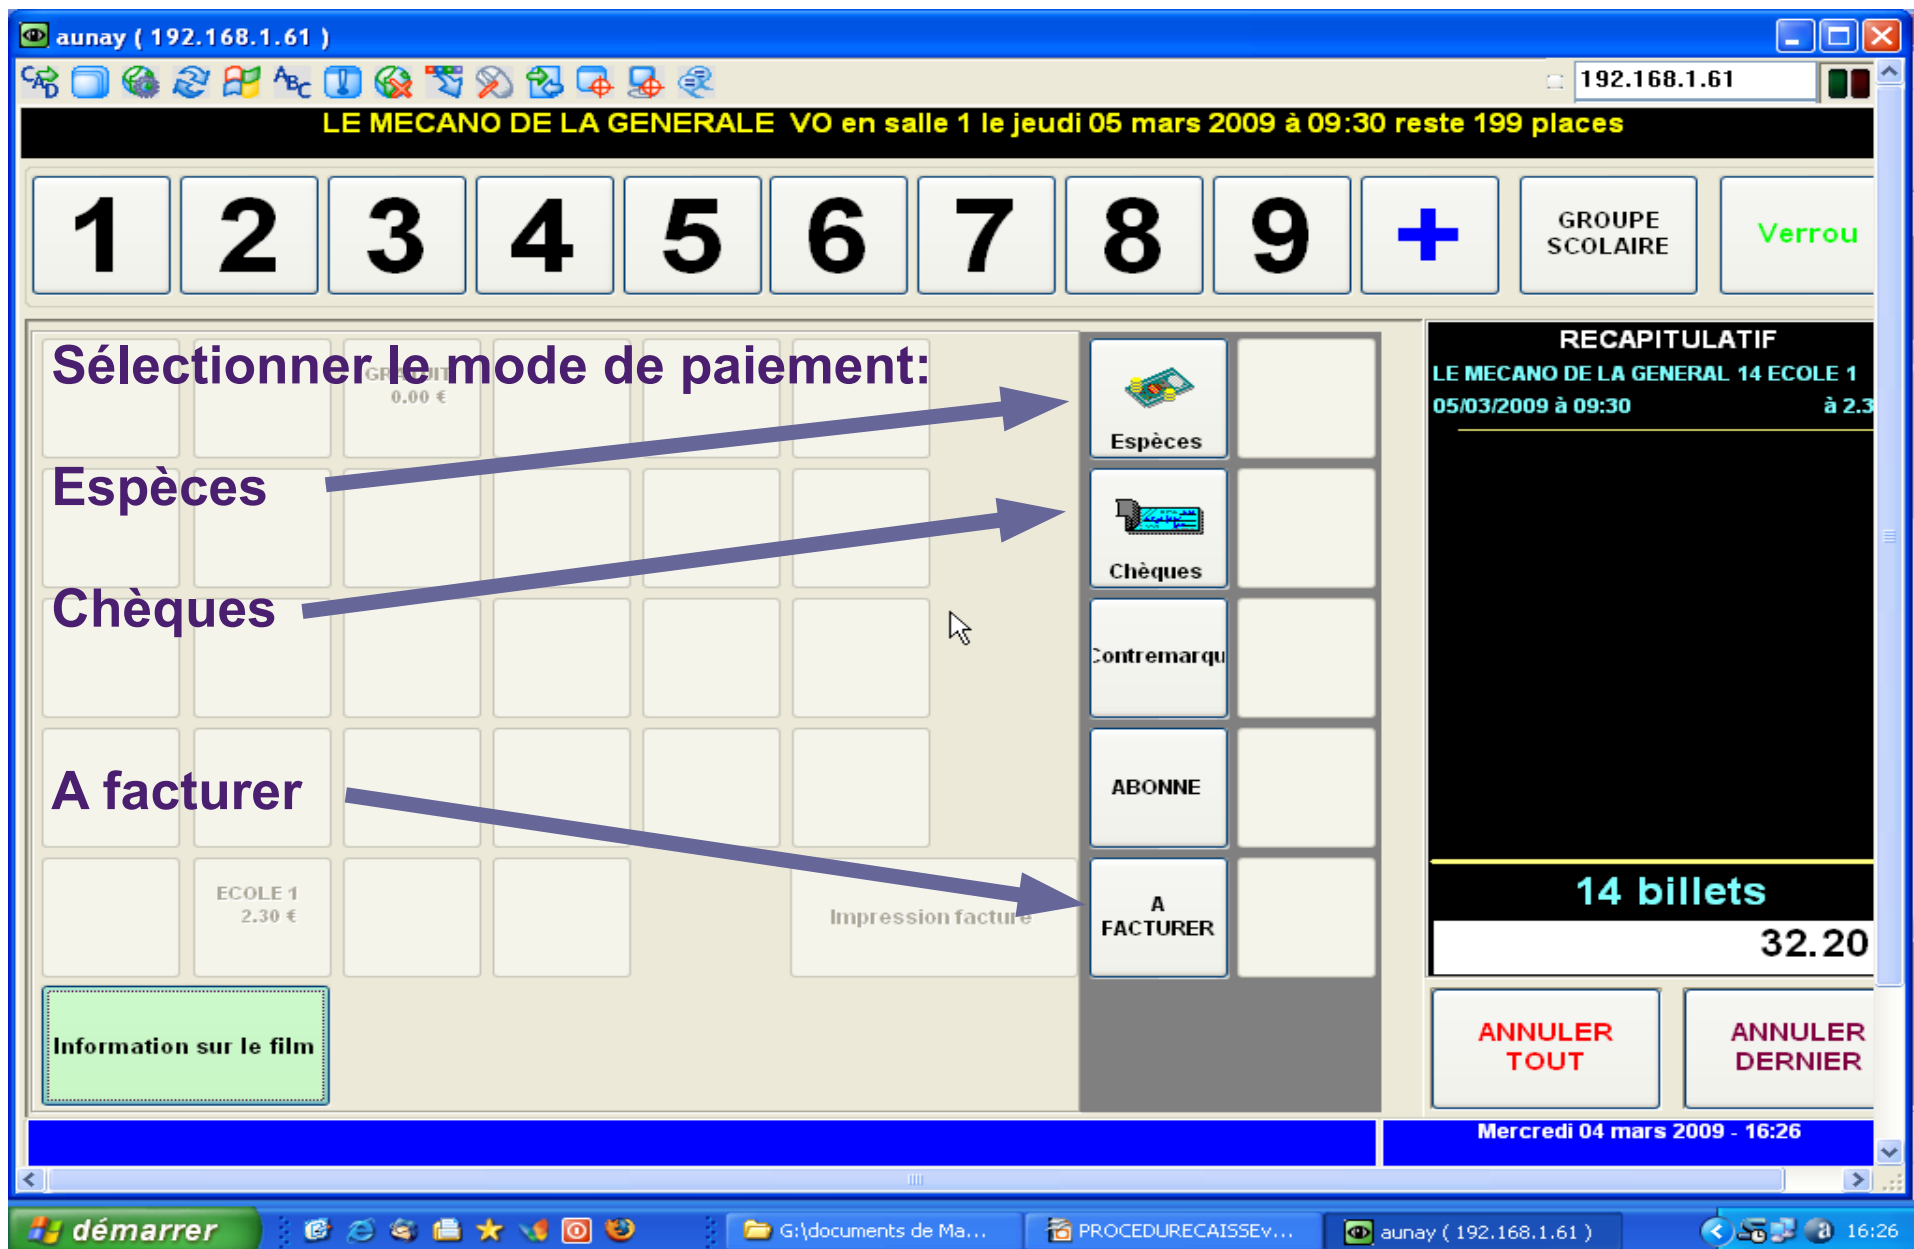 aunay ( 192.168.1.61 )
192.168.1.61
LE MECANO DE LA GENERALE VO en salle 1 le jeudi 05 mars 2009 à 09:30 reste 199 places
1 2 3 4 5 6 7 8 9 +
GROUPE
SCOLAIRE
Verrou
Sélectionner le mode de paiement:
0.00 €
Espèces
Chèques
A facturer
ECOLE 1
2.30 €
Impression facture
Information sur le film
Espèces
Chèques
Contremarqu
ABONNE
A
FACTURER
RECAPITULATIF
LE MECANO DE LA GENERAL 14 ECOLE 1
05/03/2009 à 09:30 à 2.3
14 billets
32.20
ANNULER
TOUT
ANNULER
DERNIER
Mercredi 04 mars 2009 - 16:26
démarrer
G:\documents de Ma...
PROCEDURECAISSEv...
aunay ( 192.168.1.61 )
16:26